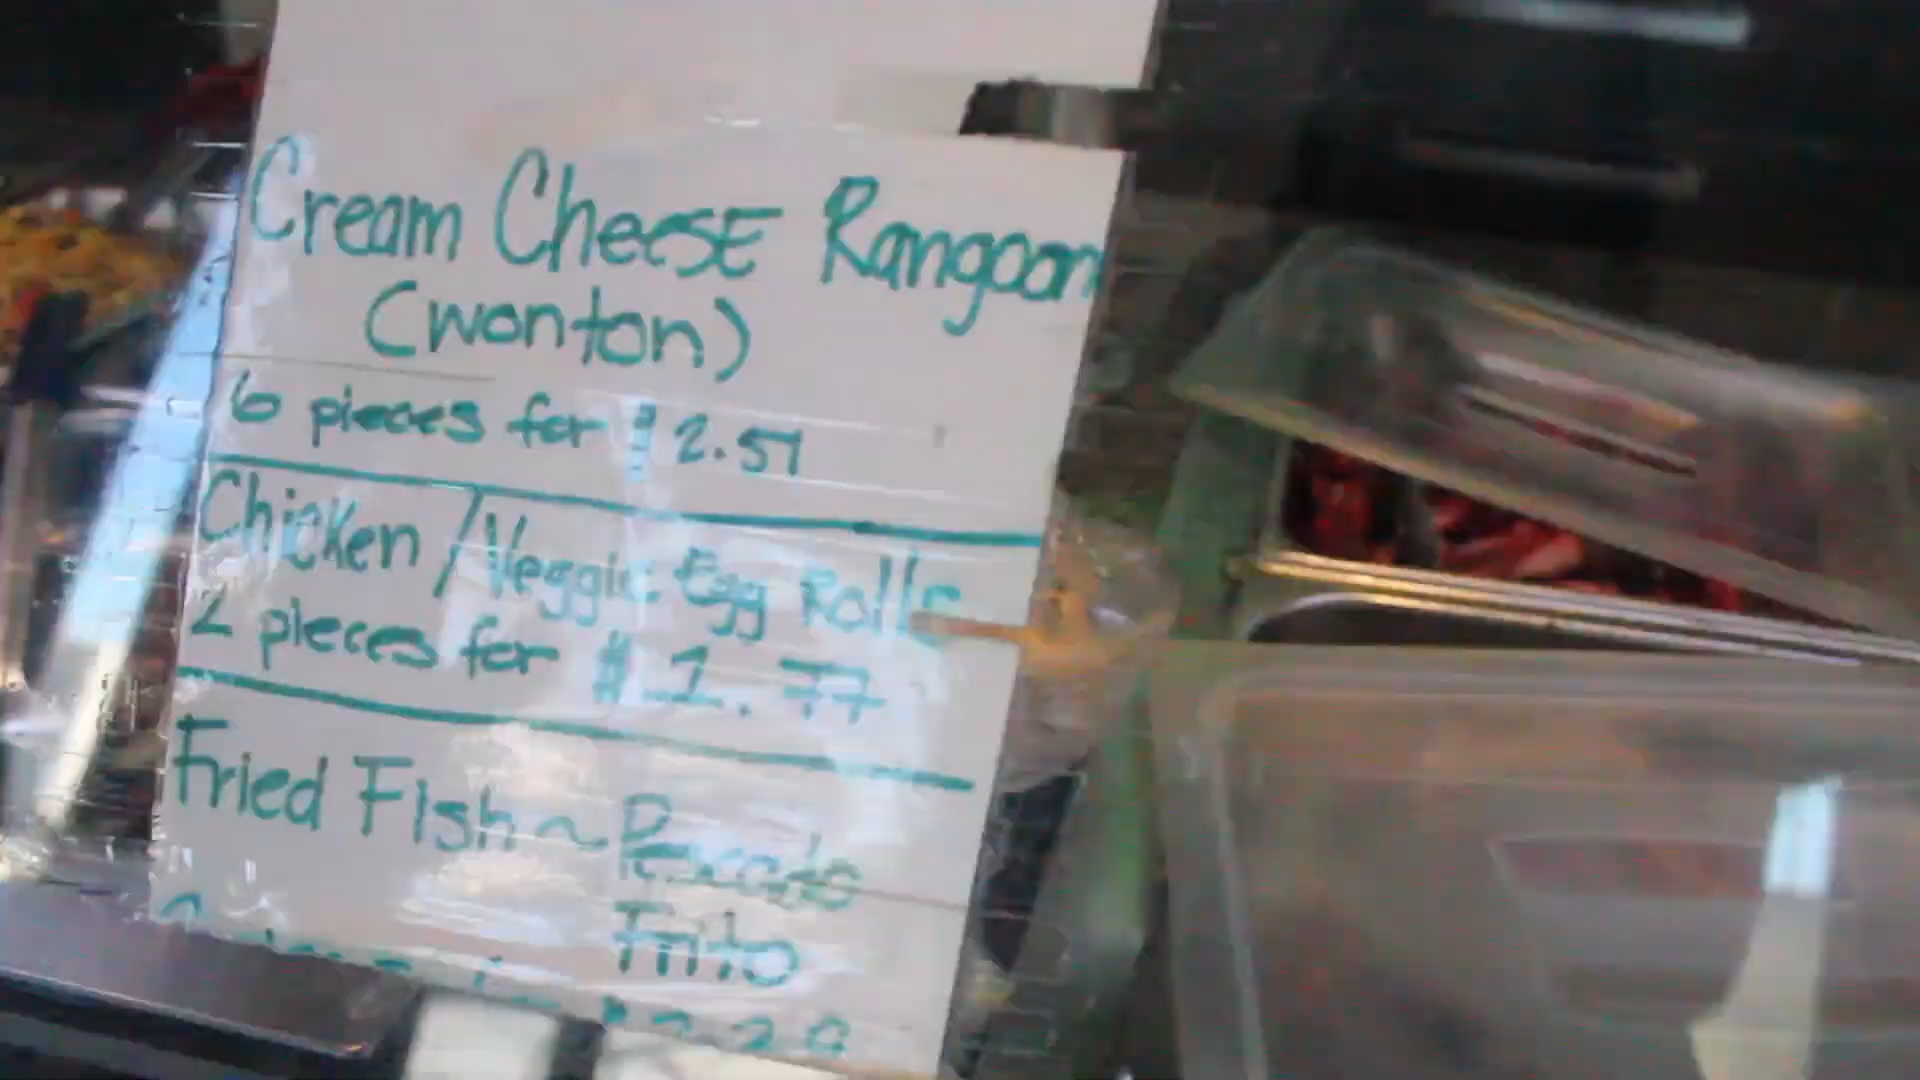 Cream Cheese Rangoon
(wonton)
6 pieces for $2.51
Chicken/Veggie Egg Rolls
2 pieces for $1.77
Fried Fish ~ Pescado
Frito